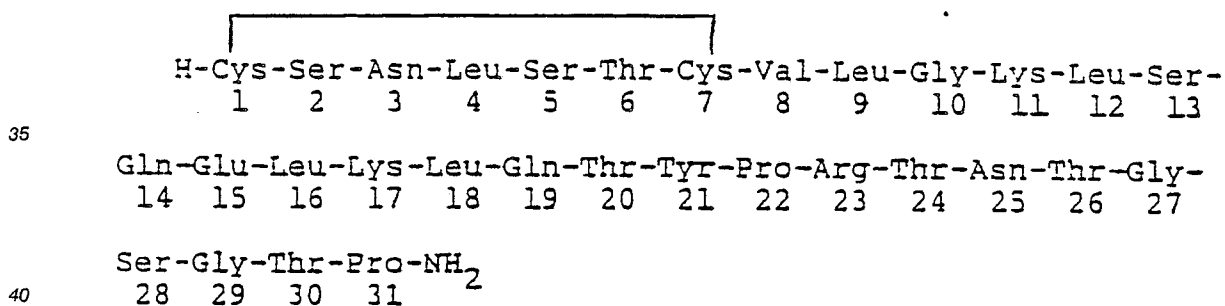 H-Cys-Ser-Asn-Leu-Ser-Thr-Cys-Val-Leu-Gly-Lys-Leu-Ser-
1 2 3 4 5 6 7 8 9 10 11 12 13
35
Gln-Glu-Leu-Lys-Leu-Gln-Thr-Tyr-Pro-Arg-Thr-Asn-Thr-Gly-
14 15 16 17 18 19 20 21 22 23 24 25 26 27
Ser-Gly-Thr-Pro-NH2
28 29 30 31
40